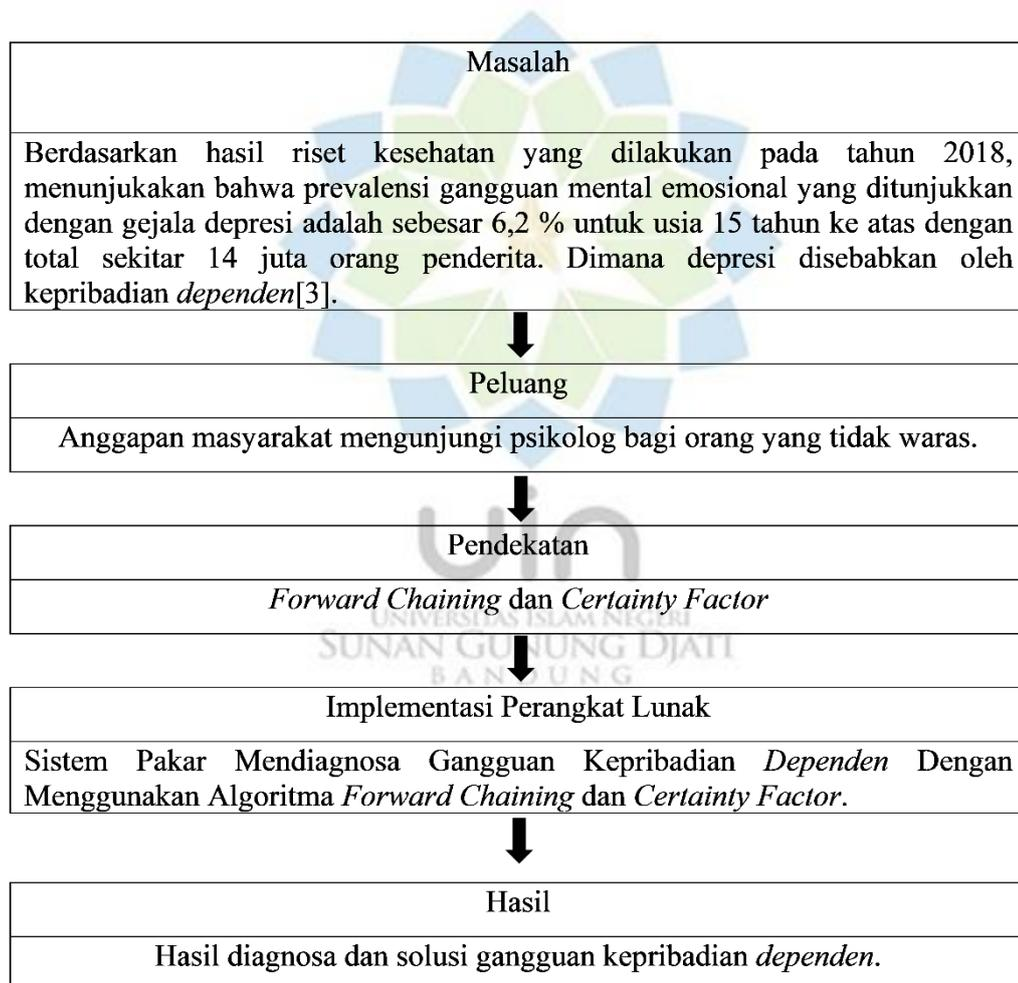 Masalah
Berdasarkan hasil riset kesehatan yang dilakukan pada tahun 2018,
menunjukakan bahwa prevalensi gangguan mental emosional yang ditunjukkan
dengan gejala depresi adalah sebesar 6,2 % untuk usia 15 tahun ke atas dengan
total sekitar 14 juta orang penderita. Dimana depresi disebabkan oleh
kepribadian dependen[3].
Peluang
Anggapan masyarakat mengunjungi psikolog bagi orang yang tidak waras.
uin
Pendekatan
Forward Chaining dan Certainty Factor
UNIVERSITAS ISLAM NEGERI
SUNAN GUNUNG DJATI
BANDUNG
Implementasi Perangkat Lunak
Sistem Pakar Mendiagnosa Gangguan Kepribadian Dependen Dengan
Menggunakan Algoritma Forward Chaining dan Certainty Factor.
Hasil
Hasil diagnosa dan solusi gangguan kepribadian dependen.